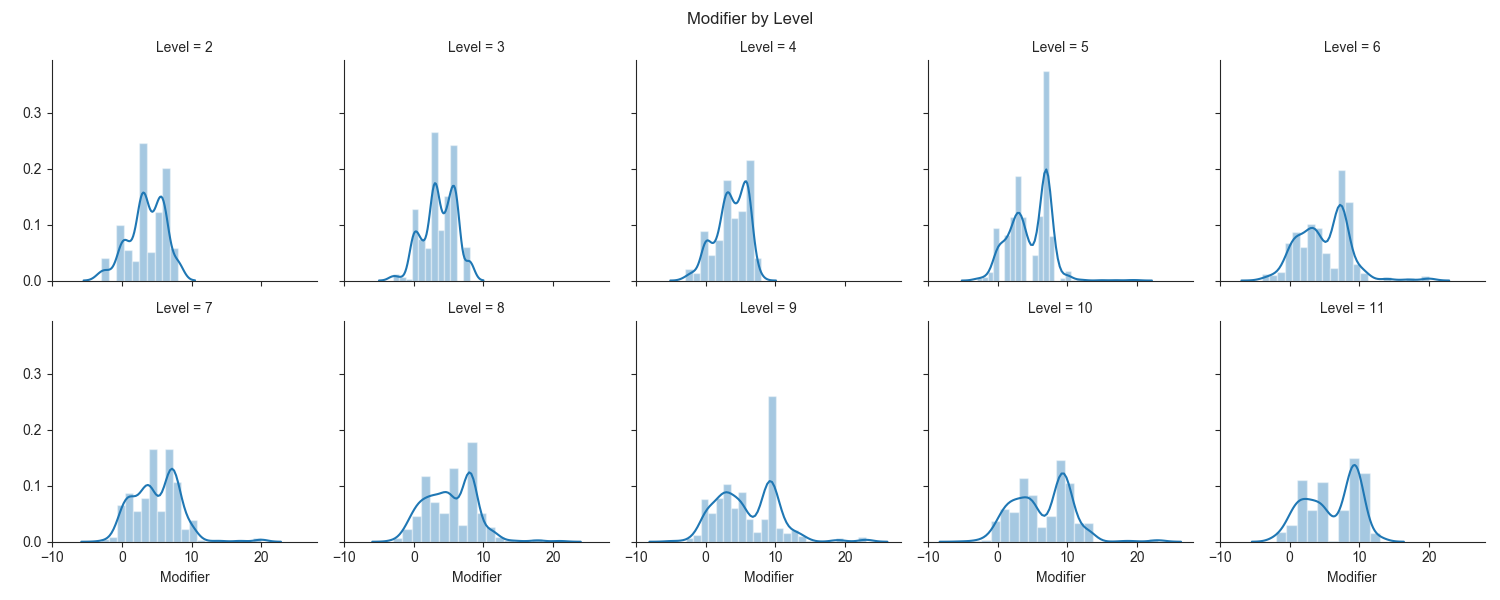 Modifier by Level
Level = 2
Level = 3
Level = 4
Level = 5
Level = 6
0.3
0.2
0.1
0.0
Level = 7
Level = 8
Level = 9
Level = 10
Level = 11
0.3
0.2
0.1
0.0
−10 0 10 20
−10 0 10 20
−10 0 10 20
−10 0 10 20
−10 0 10 20
Modifier
Modifier
Modifier
Modifier
Modifier